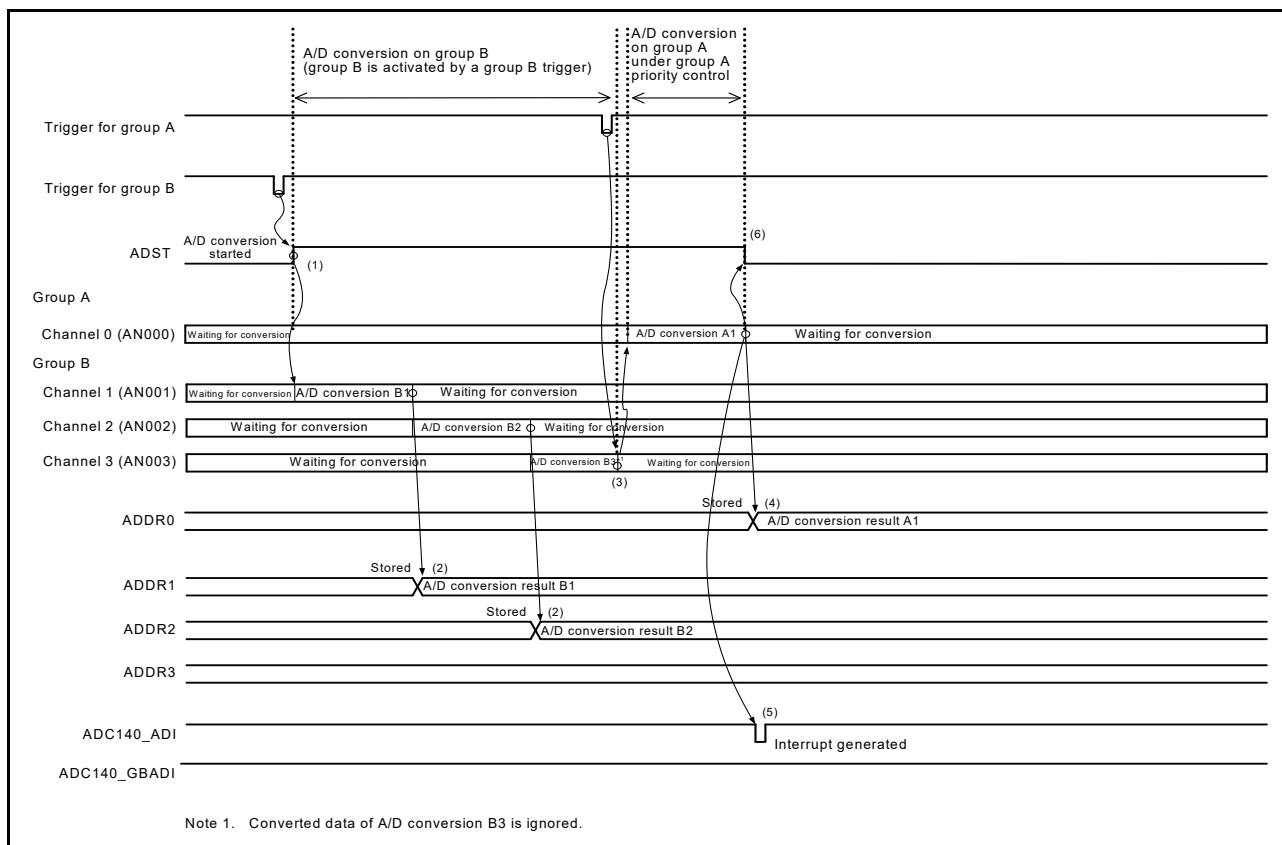 A/D conversion on group B
(group B is activated by a group B trigger)
A/D conversion
on group A
under group A
priority control
Trigger for group A
Trigger for group B
ADST
A/D conversion
started
(1)
(6)
Group A
Channel 0 (AN000)
Waiting for conversion
A/D conversion A1
Waiting for conversion
Group B
Channel 1 (AN001)
Waiting for conversion
A/D conversion B1
Waiting for conversion
Channel 2 (AN002)
Waiting for conversion
A/D conversion B2
Waiting for conversion
Channel 3 (AN003)
Waiting for conversion
A/D conversion B3*1
Waiting for conversion
(3)
ADDR0
Stored
(4)
A/D conversion result A1
ADDR1
Stored
(2)
A/D conversion result B1
ADDR2
Stored
(2)
A/D conversion result B2
ADDR3
ADC140_ADI
(5)
Interrupt generated
ADC140_GBADI
Note 1. Converted data of A/D conversion B3 is ignored.